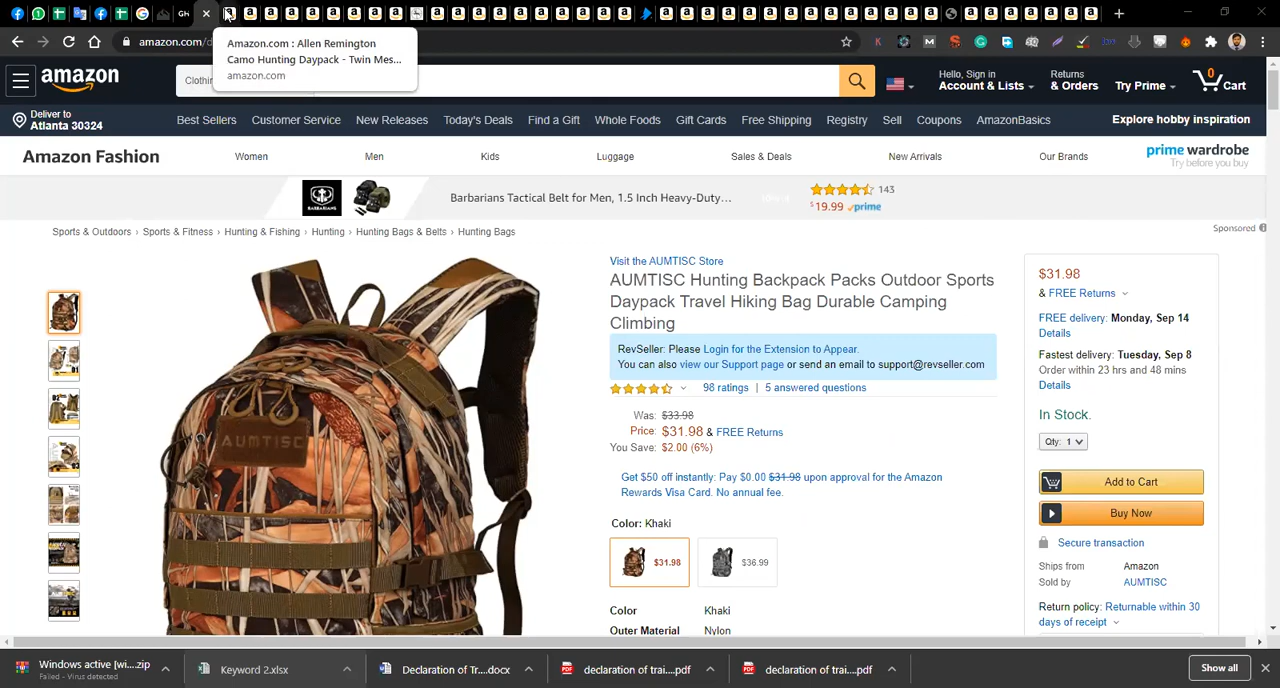 GH
Amazon.com : Allen Remington
Camo Hunting Daypack - Twin Mes...
amazon.com
amazon.com/d
amazon
Clothin
Hello, Sign in
Account & Lists
Returns
& Orders
Try Prime
0
Cart
Deliver to
Atlanta 30324
Best Sellers
Customer Service
New Releases
Today's Deals
Find a Gift
Whole Foods
Gift Cards
Free Shipping
Registry
Sell
Coupons
AmazonBasics
Explore hobby inspiration
Amazon Fashion
Women
Men
Kids
Luggage
Sales & Deals
New Arrivals
Our Brands
prime wardrobe
Try before you buy
BARBARIANS
Barbarians Tactical Belt for Men, 1.5 Inch Heavy-Duty...
143
$19.99 prime
Sponsored
Sports & Outdoors › Sports & Fitness › Hunting & Fishing › Hunting › Hunting Bags & Belts › Hunting Bags
AUMTISC
Visit the AUMTISC Store
AUMTISC Hunting Backpack Packs Outdoor Sports
Daypack Travel Hiking Bag Durable Camping
Climbing
RevSeller: Please Login for the Extension to Appear.
You can also view our Support page or send an email to support@revseller.com
98 ratings | 5 answered questions
Was: $33.98
Price: $31.98 & FREE Returns
You Save: $2.00 (6%)
Get $50 off instantly: Pay $0.00 $31.98 upon approval for the Amazon
Rewards Visa Card. No annual fee.
Color: Khaki
$31.98
$36.99
Color Khaki
Outer Material Nylon
$31.98
& FREE Returns
FREE delivery: Monday, Sep 14
Details
Fastest delivery: Tuesday, Sep 8
Order within 23 hrs and 48 mins
Details
In Stock.
Qty: 1
Add to Cart
Buy Now
Secure transaction
Ships from Amazon
Sold by AUMTISC
Return policy: Returnable within 30
days of receipt
Windows active [wi....zip
Failed - Virus detected
Keyword 2.xlsx
Declaration of Tr....docx
declaration of trai....pdf
declaration of trai....pdf
Show all